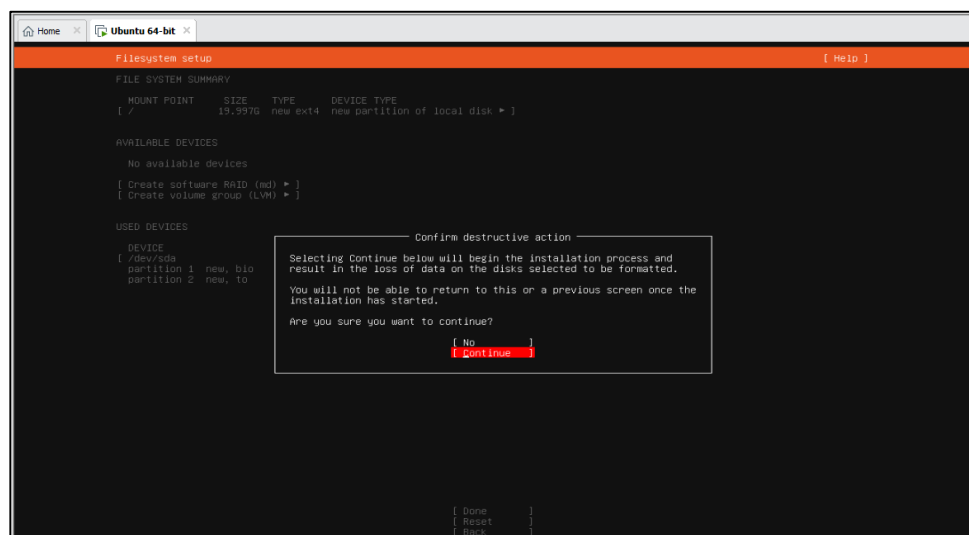 Home × Ubuntu 64-bit ×
Filesystem setup [ Help ]
FILE SYSTEM SUMMARY
MOUNT POINT SIZE TYPE DEVICE TYPE
[ / 19.997G new ext4 new partition of local disk ▸ ]
AVAILABLE DEVICES
No available devices
[ Create software RAID (md) ▸ ]
[ Create volume group (LVM) ▸ ]
USED DEVICES
DEVICE
[ /dev/sda
partition 1 new, bio
partition 2 new, to
Confirm destructive action
Selecting Continue below will begin the installation process and
result in the loss of data on the disks selected to be formatted.
You will not be able to return to this or a previous screen once the
installation has started.
Are you sure you want to continue?
[ No ]
[ Continue ]
[ Done ]
[ Reset ]
[ Back ]